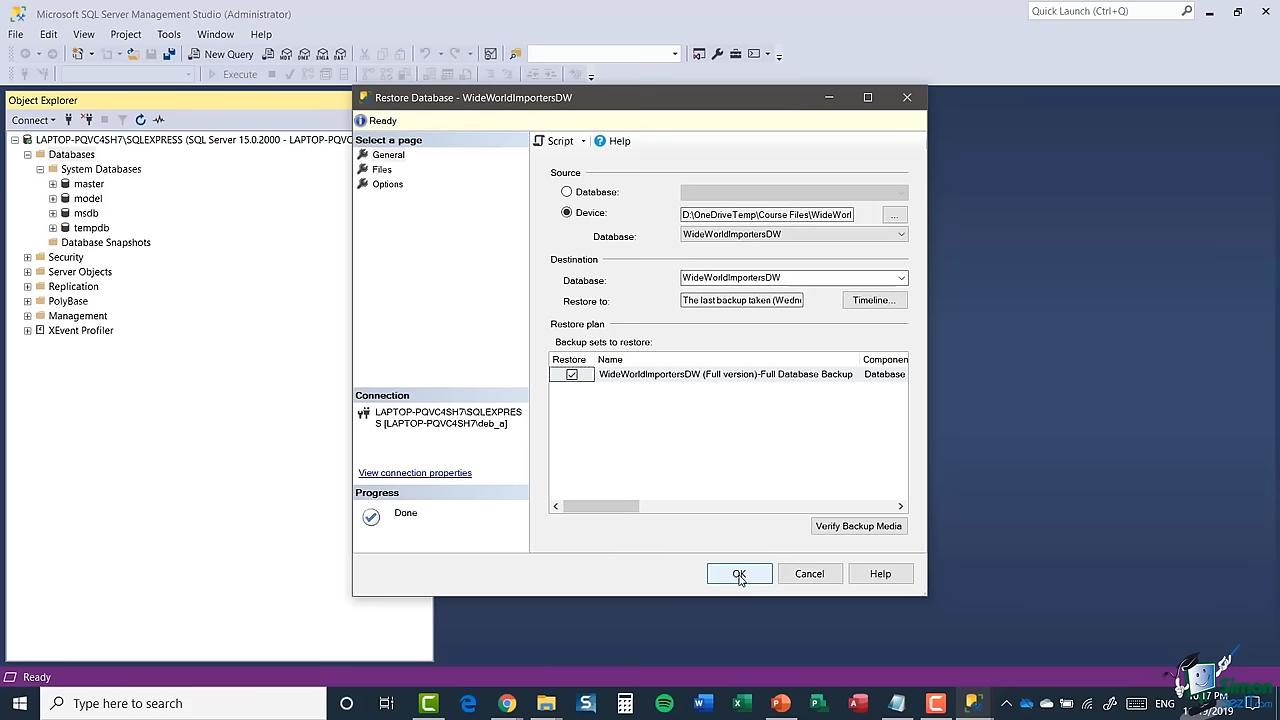 Microsoft SQL Server Management Studio (Administrator)
Quick Launch (Ctrl+Q)
File Edit View Project Tools Window Help
New Query
Execute
Object Explorer
Connect
LAPTOP-PQVC4SH7\SQLEXPRESS (SQL Server 15.0.2000 - LAPTOP-PQVC
Databases
System Databases
master
model
msdb
tempdb
Database Snapshots
Security
Server Objects
Replication
PolyBase
Management
XEvent Profiler
Restore Database - WideWorldImportersDW
Ready
Select a page
General
Files
Options
Connection
LAPTOP-PQVC4SH7\SQLEXPRES
S [LAPTOP-PQVC4SH7\deb_a]
View connection properties
Progress
Done
Script Help
Source
Database:
Device: D:\OneDriveTemp\Course Files\WideWorl ...
Database: WideWorldImportersDW
Destination
Database: WideWorldImportersDW
Restore to: The last backup taken (Wedn Timeline...
Restore plan
Backup sets to restore:
Restore Name Component
WideWorldImportersDW (Full version)-Full Database Backup Database
Verify Backup Media
OK Cancel Help
Ready
Type here to search
ENG